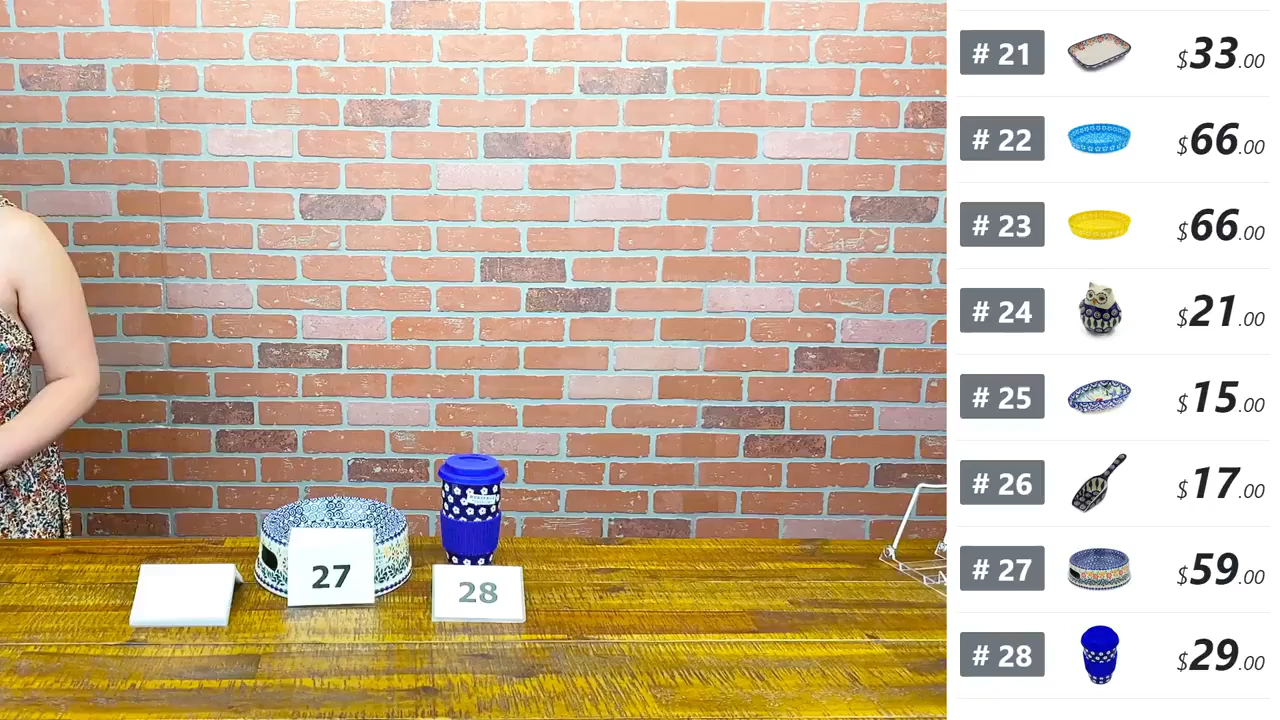 # 21 $33.00
# 22 $66.00
# 23 $66.00
# 24 $21.00
# 25 $15.00
# 26 $17.00
# 27 $59.00
# 28 $29.00
27
28